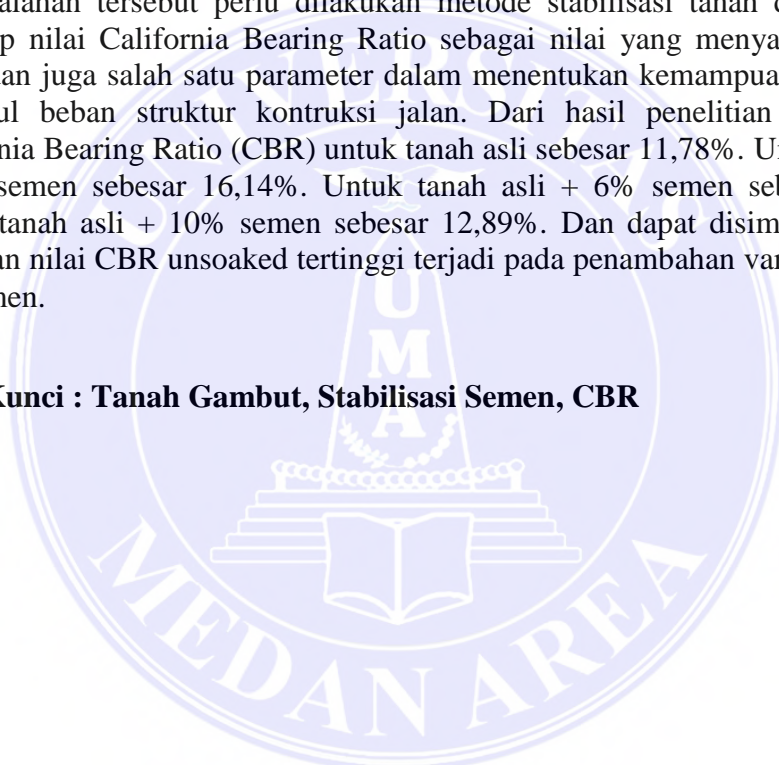 alahan tersebut perlu dilakukan metode stabilisasi tanah
p nilai California Bearing Ratio sebagai nilai yang menya
an juga salah satu parameter dalam menentukan kemampua
ul beban struktur kontruksi jalan. Dari hasil penelitian
nia Bearing Ratio (CBR) untuk tanah asli sebesar 11,78%. U
semen sebesar 16,14%. Untuk tanah asli + 6% semen seb
tanah asli + 10% semen sebesar 12,89%. Dan dapat disim
an nilai CBR unsoaked tertinggi terjadi pada penambahan va
men.
Kunci : Tanah Gambut, Stabilisasi Semen, CBR
UNIVERSITAS
U
M
A
MEDAN AREA